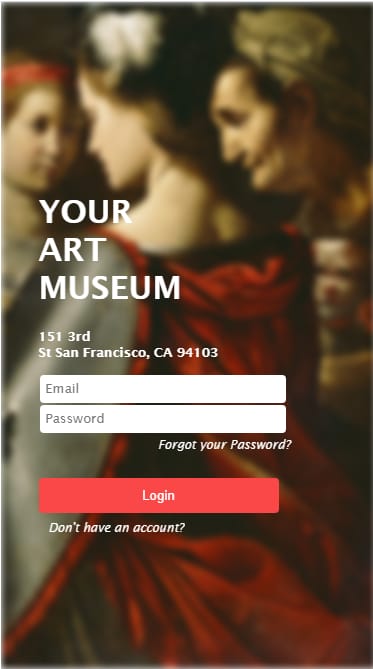 YOUR
ART
MUSEUM
151 3rd
St San Francisco, CA 94103
Email
Password
Forgot your Password?
Login
Don't have an account?